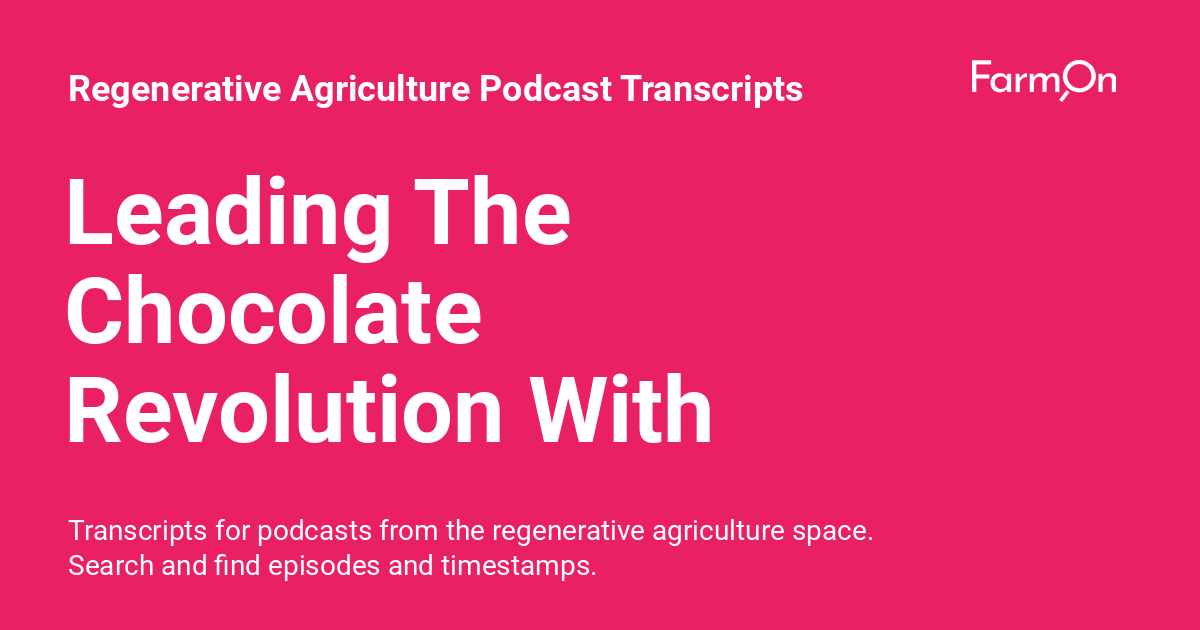 Regenerative Agriculture Podcast Transcripts
FarmOn
Leading The
Chocolate
Revolution With
Transcripts for podcasts from the regenerative agriculture space.
Search and find episodes and timestamps.